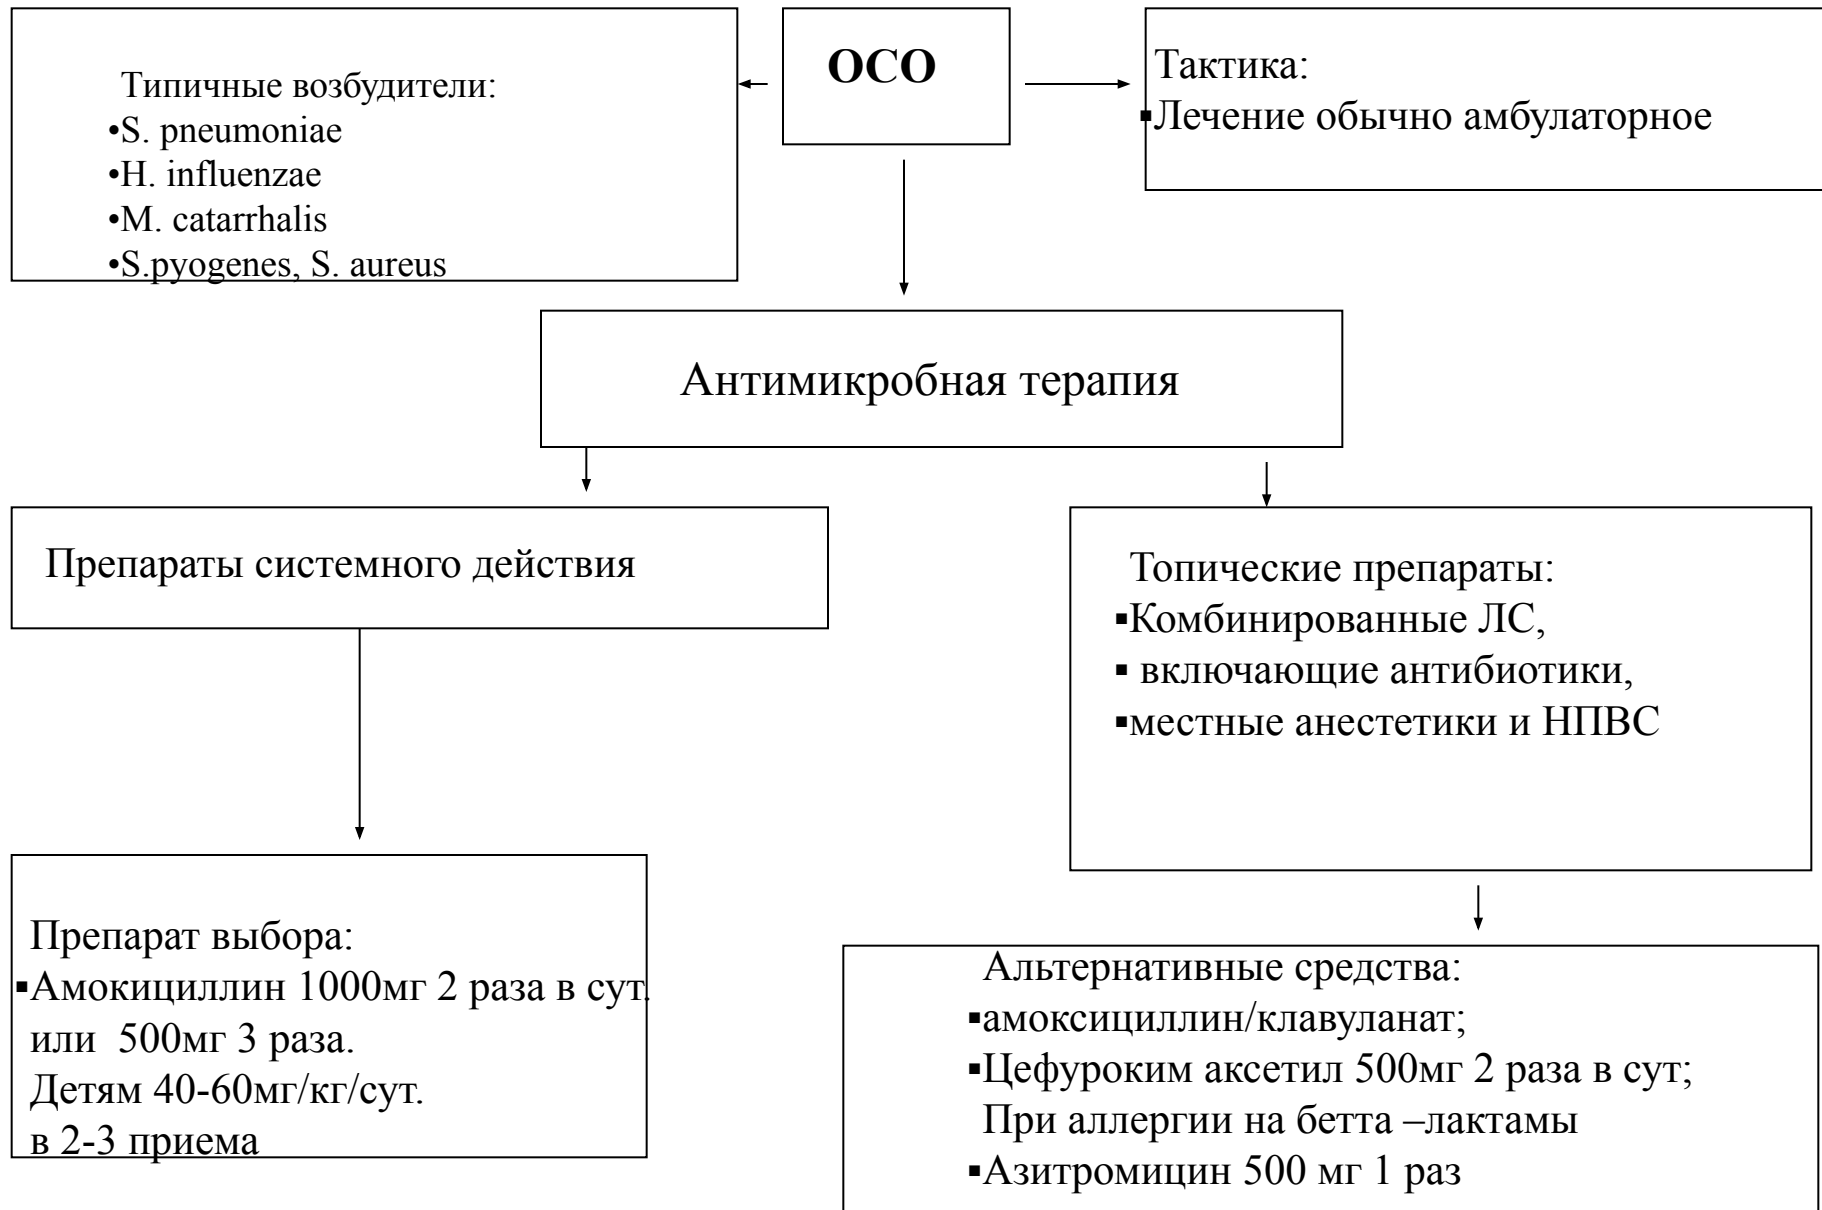 ОСО
Типичные возбудители:
•S. pneumoniae
•H. influenzae
•M. catarrhalis
•S.pyogenes, S. aureus
Тактика:
▪Лечение обычно амбулаторное
Антимикробная терапия
Препараты системного действия
Топические препараты:
▪Комбинированные ЛС,
▪ включающие антибиотики,
▪местные анестетики и НПВС
Препарат выбора:
▪Амокициллин 1000мг 2 раза в сут.
или 500мг 3 раза.
Детям 40-60мг/кг/сут.
в 2-3 приема
Альтернативные средства:
▪амоксициллин/клавуланат;
▪Цефуроким аксетил 500мг 2 раза в сут;
При аллергии на бетта –лактамы
▪Азитромицин 500 мг 1 раз